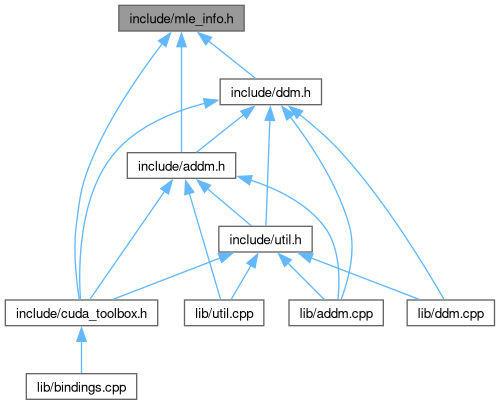 include/mle_info.h
include/ddm.h
include/addm.h
include/util.h
include/cuda_toolbox.h
lib/util.cpp
lib/addm.cpp
lib/ddm.cpp
lib/bindings.cpp